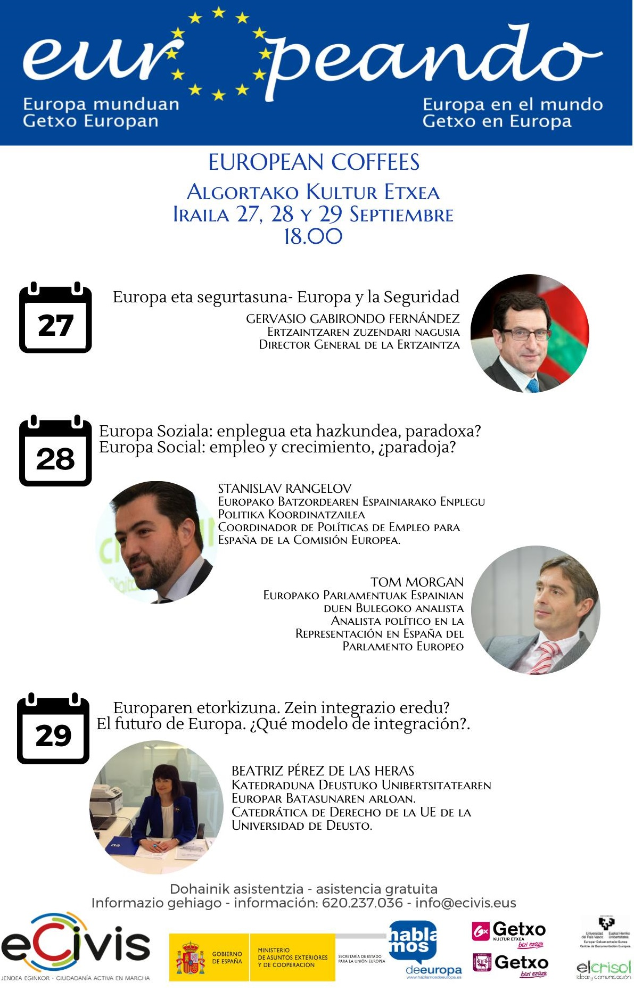 europeando
Europa munduan
Getxo Europan
Europa en el mundo
Getxo en Europa
EUROPEAN COFFEES
ALGORTAKO KULTUR ETXEA
IRAILA 27, 28 Y 29 SEPTIEMBRE
18.00
27
Europa eta segurtasuna- Europa y la Seguridad
GERVASIO GABIRONDO FERNÁNDEZ
ERTZAINTZAREN ZUZENDARI NAGUSIA
DIRECTOR GENERAL DE LA ERTZAINTZA
28
Europa Soziala: enplegua eta hazkundea, paradoxa?
Europa Social: empleo y crecimiento, ¿paradoja?
STANISLAV RANGELOV
EUROPAKO BATZORDEAREN ESPAINIARAKO ENPLEGU
POLITIKA KOORDINATZAILEA
COORDINADOR DE POLÍTICAS DE EMPLEO PARA
ESPAÑA DE LA COMISIÓN EUROPEA.
TOM MORGAN
EUROPAKO PARLAMENTUAK ESPAINIAN
DUEN BULEGOKO ANALISTA
ANALISTA POLÍTICO EN LA
REPRESENTACIÓN EN ESPAÑA DEL
PARLAMENTO EUROPEO
29
Europaren etorkizuna. Zein integrazio eredu?
El futuro de Europa. ¿Qué modelo de integración?.
BEATRIZ PÉREZ DE LAS HERAS
KATEDRADUNA DEUSTUKO UNIBERTSITATEAREN
EUROPAR BATASUNAREN ARLOAN.
CATEDRÁTICA DE DERECHO DE LA UE DE LA
UNIVERSIDAD DE DEUSTO.
Dohainik asistentzia - asistencia gratuita
Informazio gehiago - información: 620.237.036 - info@ecivis.eus
eCivis
JENDEA EGINKOR • CIUDADANÍA ACTIVA EN MARCHA
GOBIERNO
DE ESPAÑA
MINISTERIO
DE ASUNTOS EXTERIORES
Y DE COOPERACIÓN
SECRETARÍA DE ESTADO
PARA LA UNIÓN EUROPEA
habla
mos
deeuropa
www.hablamosdeeuropa.es
Getxo
KULTUR ETXEA
bizi ezazu
Getxo
bizi ezazu
Universidad
del País Vasco
Euskal Herriko
Unibertsitatea
Europar Dokumentazio-Gunea
Centro de Documentación Europea.
elcrisol
ideas y comunicación